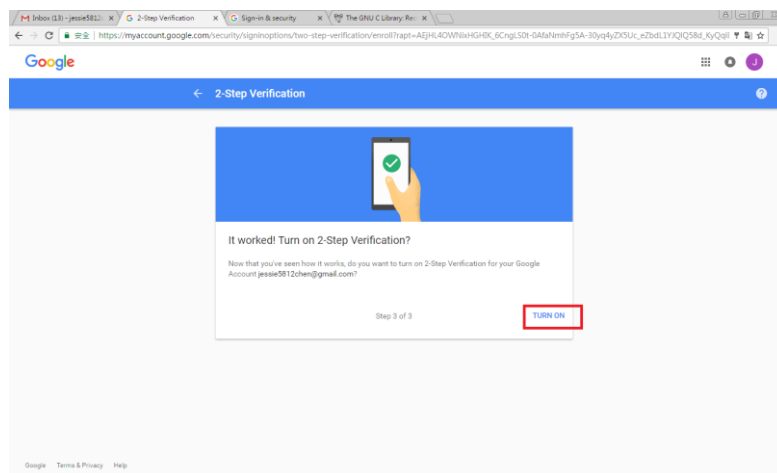 Inbox (13) - jessie5812
2-Step Verification
Sign-in & security
The GNU C Library: Re
安全 | https://myaccount.google.com/security/signinoptions/two-step-verification/enroll?rapt=
Google
J
2-Step Verification
It worked! Turn on 2-Step Verification?
Now that you've seen how it works, do you want to turn on 2-Step Verification for your Google
Account jessie5812chen@gmail.com?
Step 3 of 3
TURN ON
Google Terms & Privacy Help